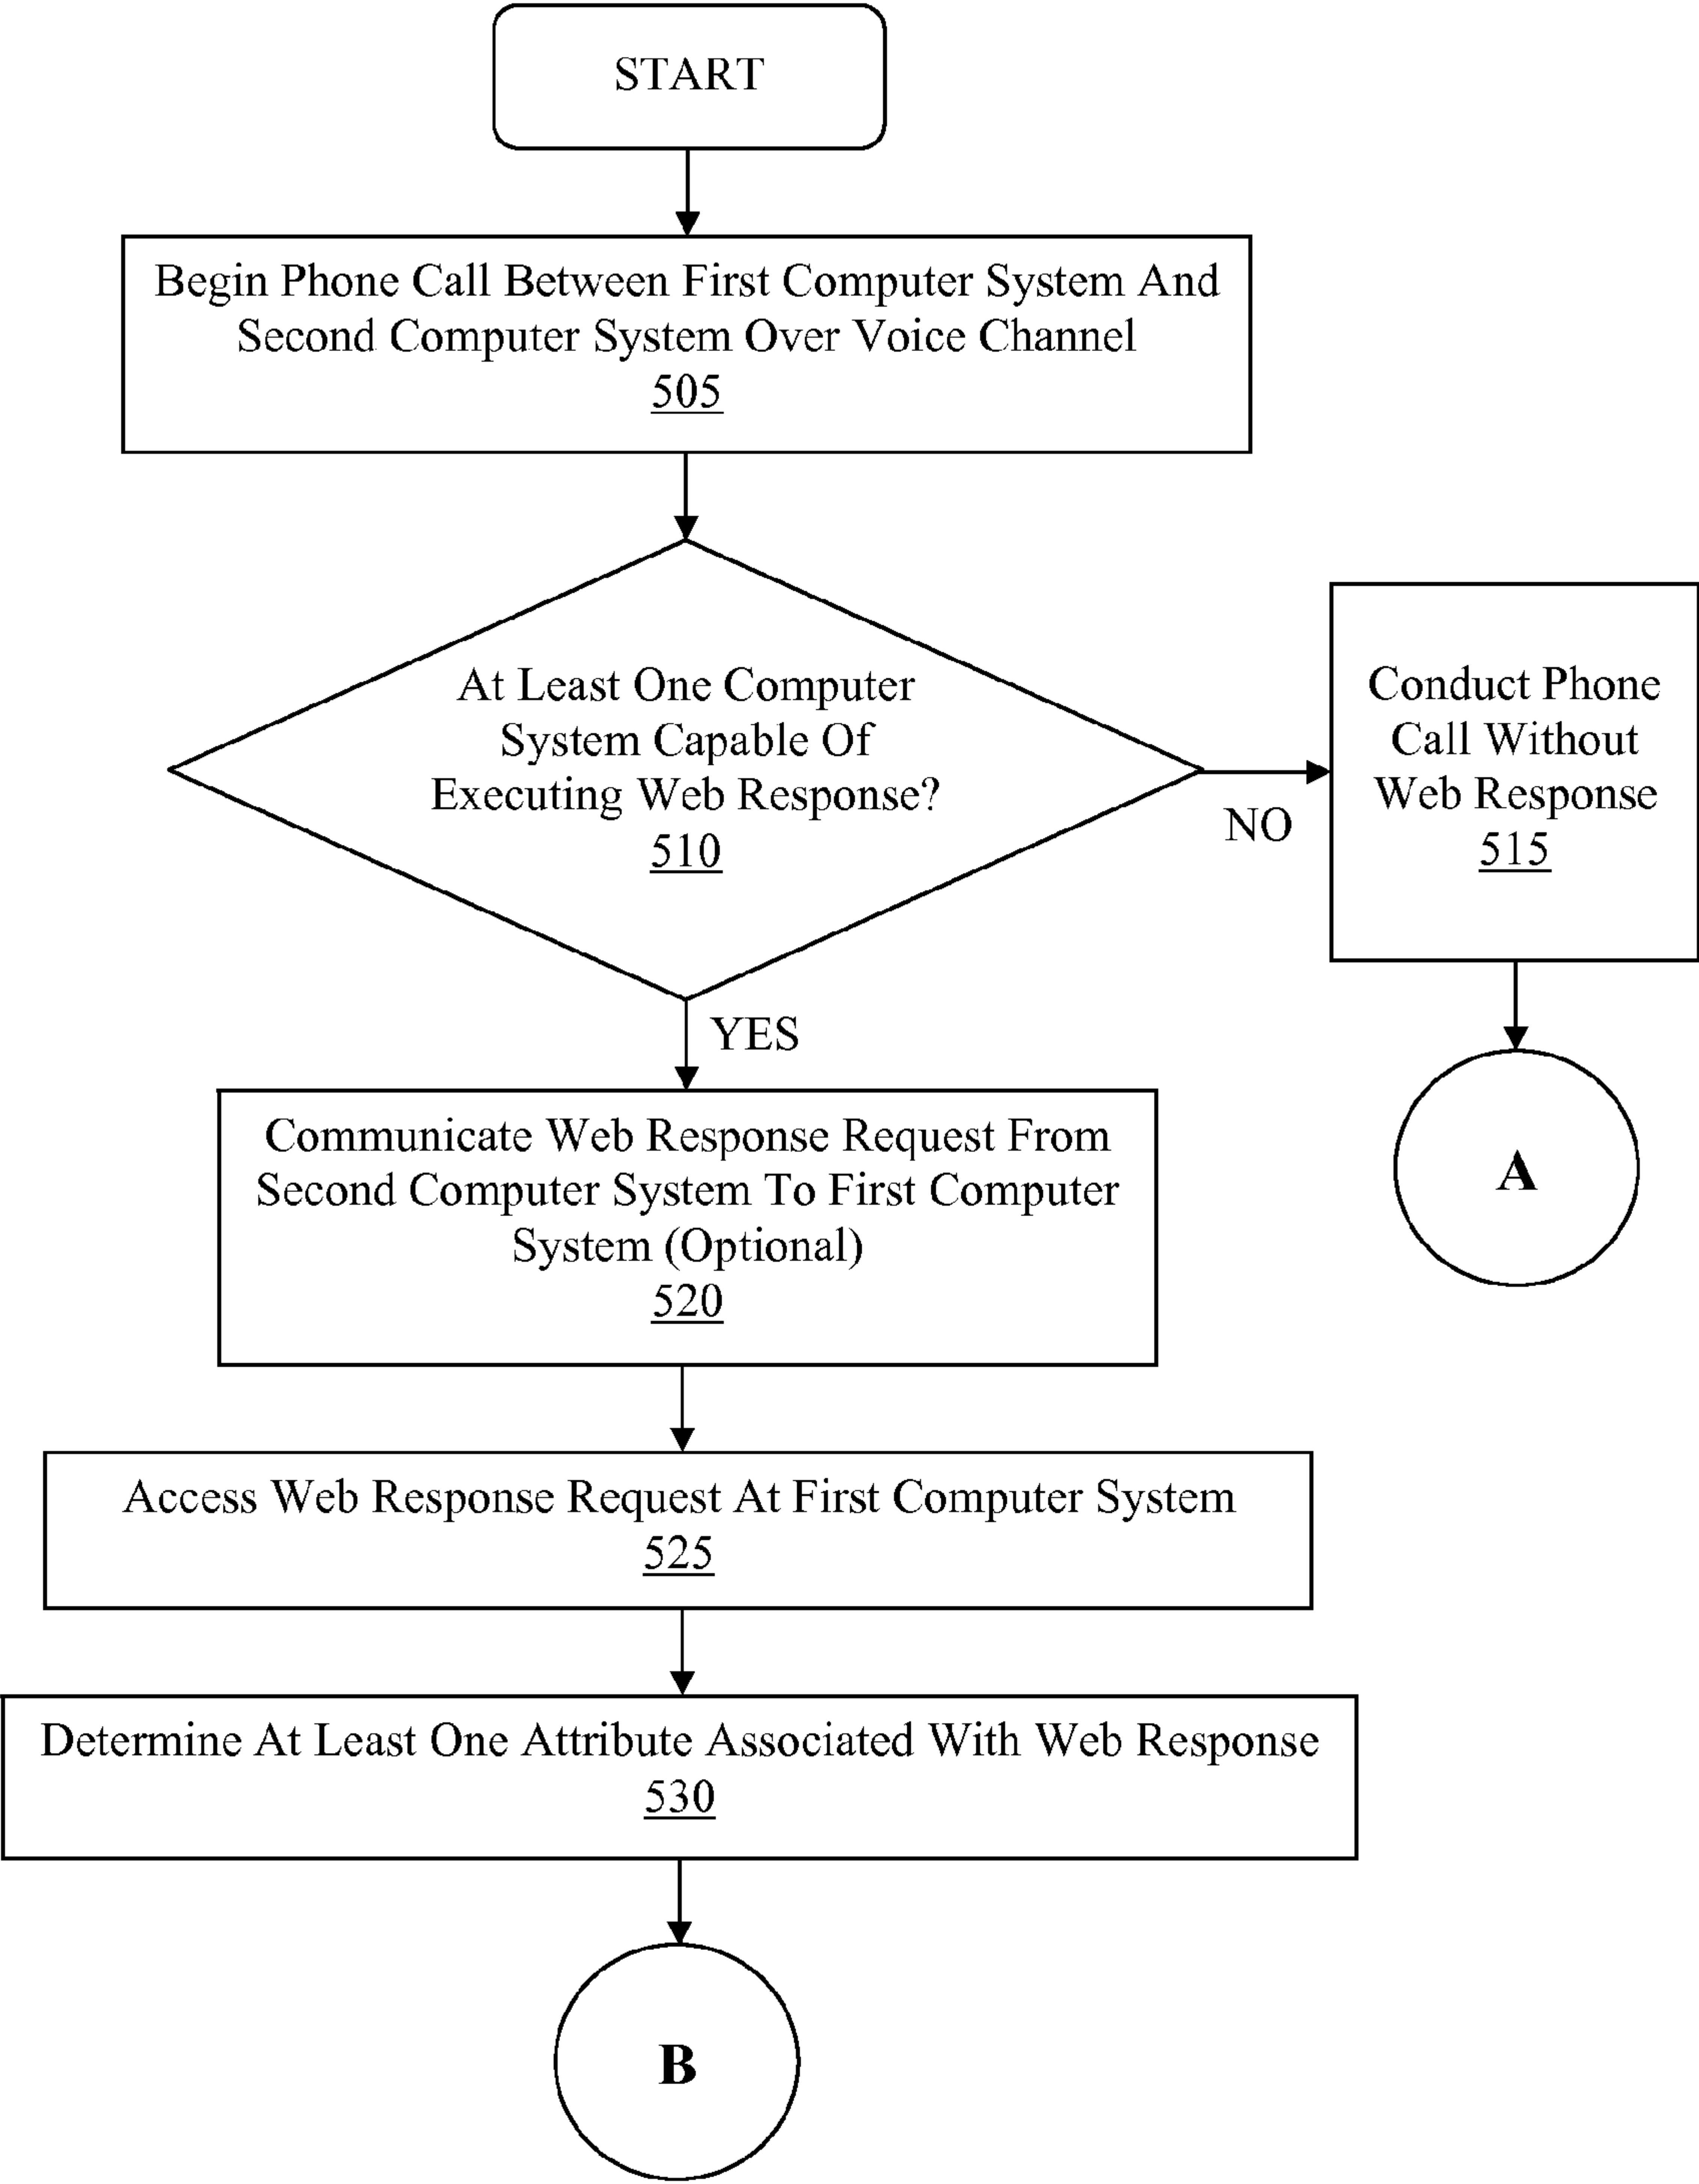 START
Begin Phone Call Between First Computer System And
Second Computer System Over Voice Channel
505
At Least One Computer
System Capable Of
Executing Web Response?
510
NO
Conduct Phone
Call Without
Web Response
515
A
YES
Communicate Web Response Request From
Second Computer System To First Computer
System (Optional)
520
Access Web Response Request At First Computer System
525
Determine At Least One Attribute Associated With Web Response
530
B